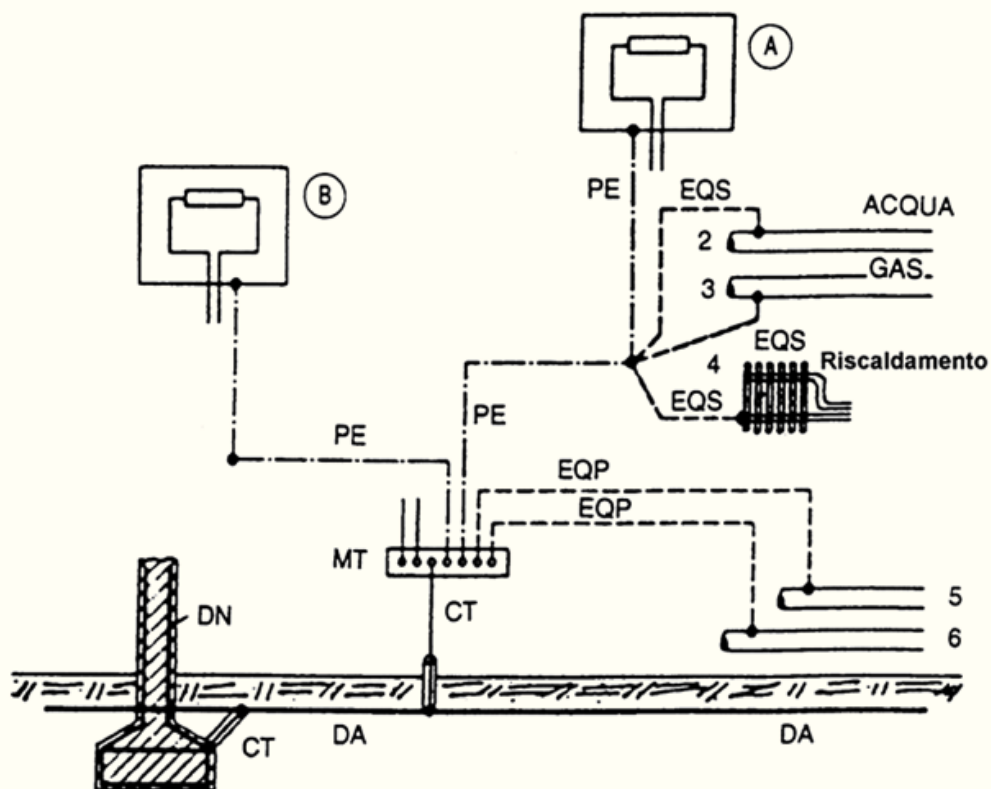 A
B
PE
EQS
ACQUA
2
GAS
3
EQS
4
Riscaldamento
EQS
PE
PE
EQP
EQP
MT
CT
5
DN
6
CT
DA
DA